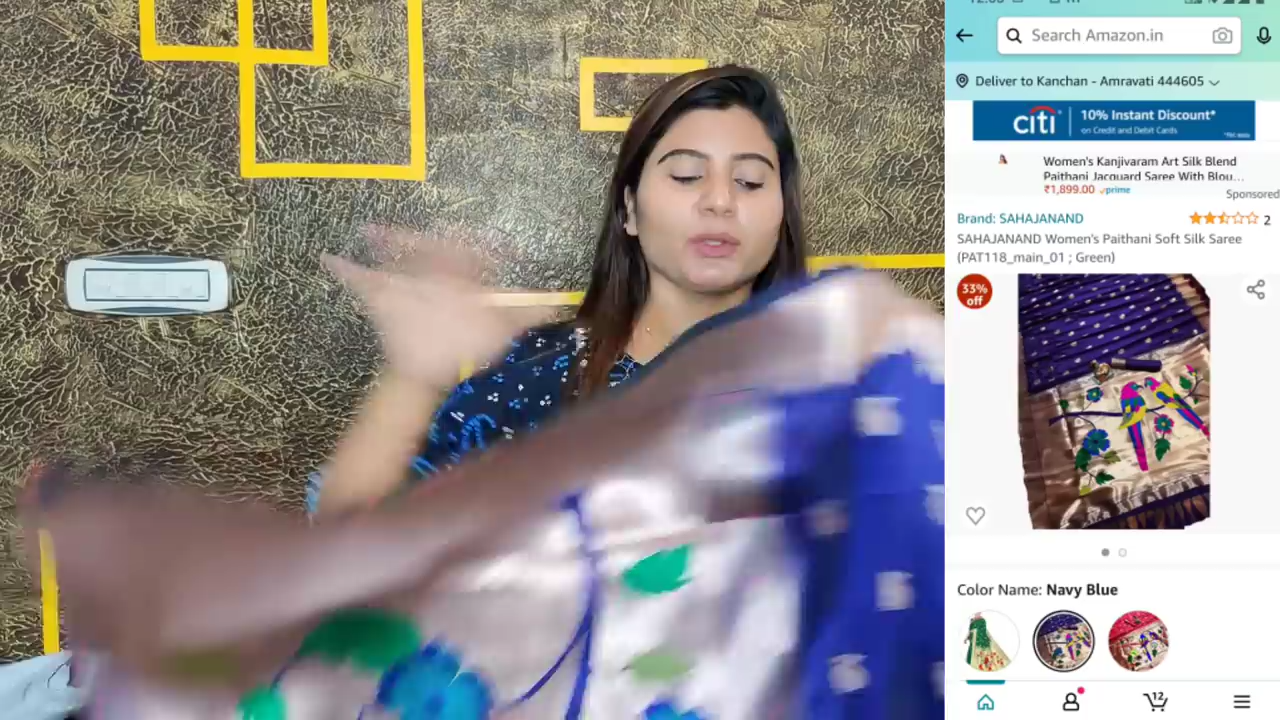 Search Amazon.in
Deliver to Kanchan - Amravati 444605
citi
10% Instant Discount*
on Credit and Debit Cards
Women's Kanjivaram Art Silk Blend
Paithani Jacquard Saree With Blou...
₹1,899.00 prime
Sponsored
Brand: SAHAJANAND
2
SAHAJANAND Women's Paithani Soft Silk Saree
(PAT118_main_01 ; Green)
33%
off
Color Name: Navy Blue
12